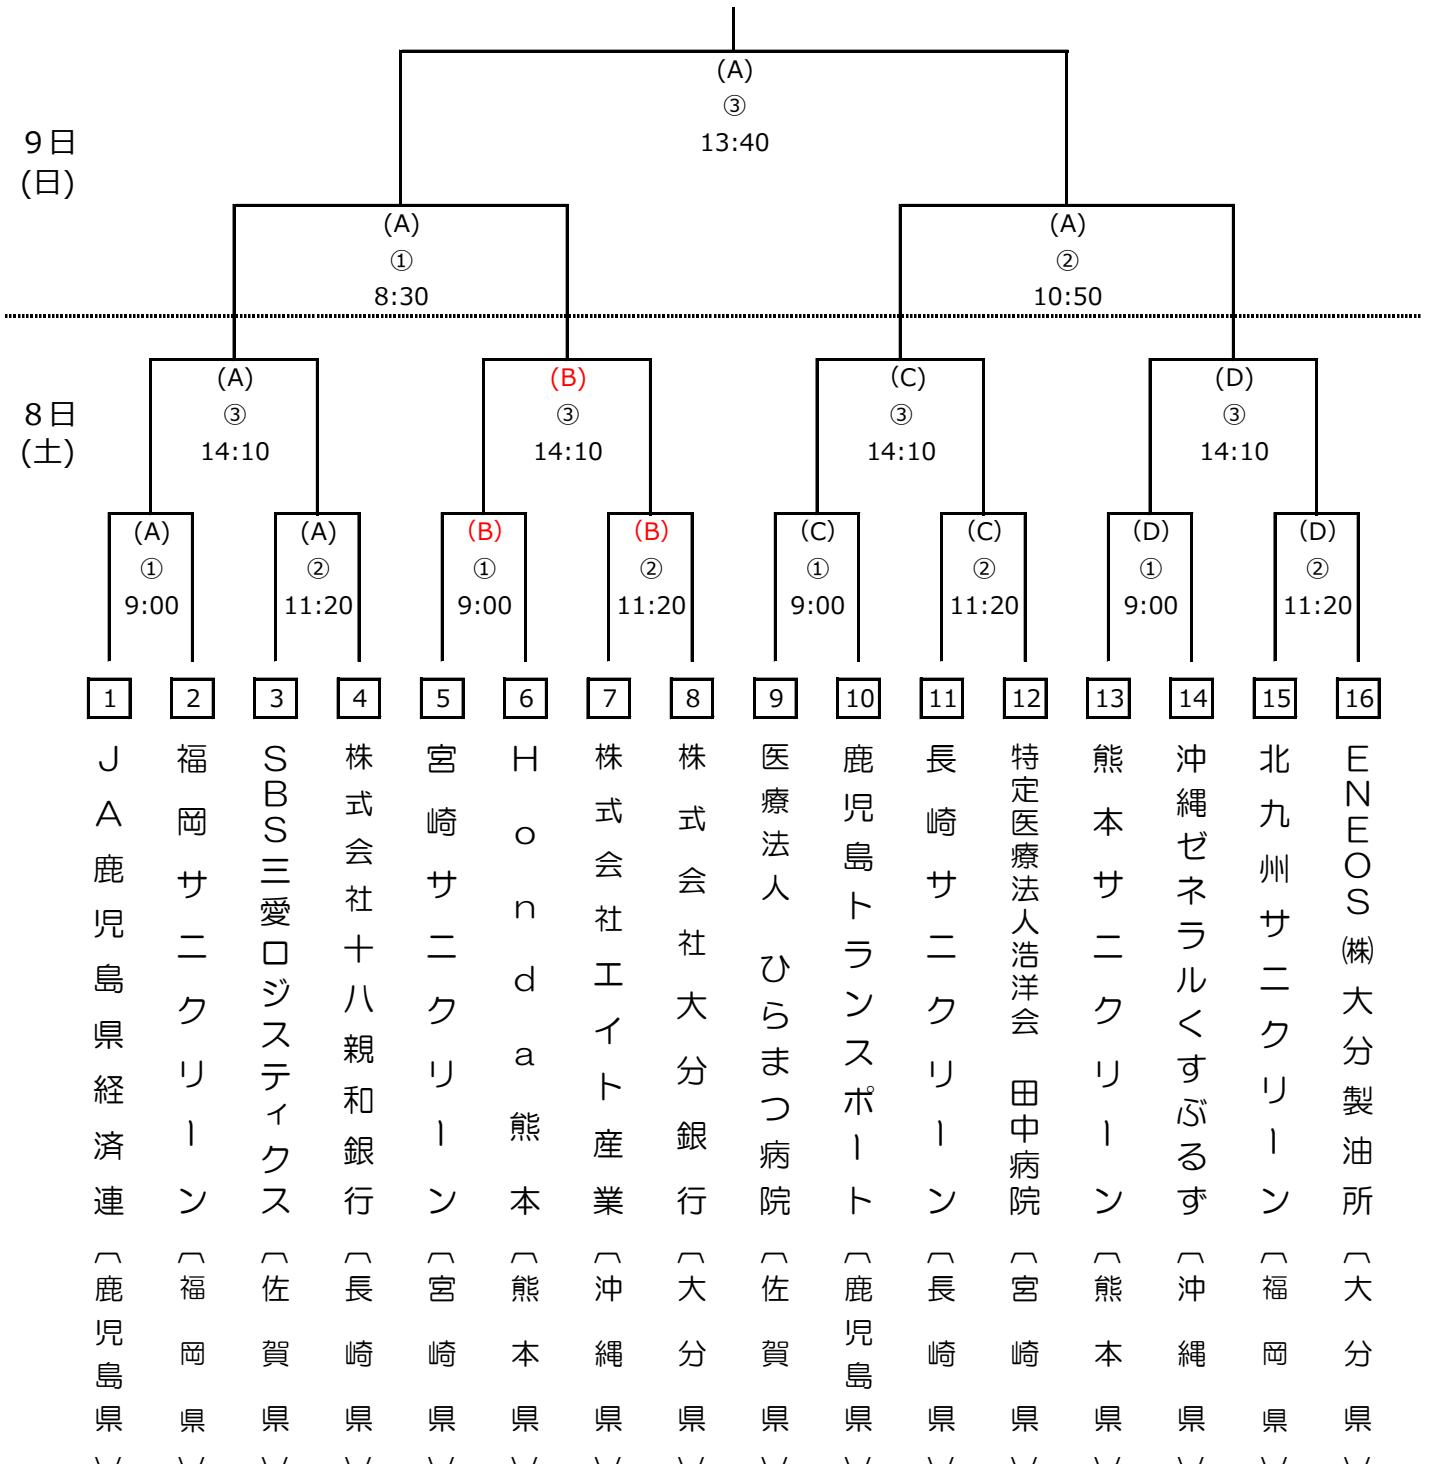 (A)
③
13:40
9日
(日)
(A)
①
8:30
(A)
②
10:50
8日
(土)
(A)
③
14:10
(B)
③
14:10
(C)
③
14:10
(D)
③
14:10
(A)
①
9:00
(A)
②
11:20
(B)
①
9:00
(B)
②
11:20
(C)
①
9:00
(C)
②
11:20
(D)
①
9:00
(D)
②
11:20
1 2 3 4 5 6 7 8 9 10 11 12 13 14 15 16
JA鹿児島県経済連(鹿児島県)
福岡サニクリーン(福岡県)
SBS三愛ロジスティクス(佐賀県)
株式会社十八親和銀行(長崎県)
宮崎サニクリーン(宮崎県)
Honda熊本(熊本県)
株式会社エイト産業(沖縄県)
株式会社大分銀行(大分県)
医療法人 ひらまつ病院(佐賀県)
鹿児島トランスポート(鹿児島県)
長崎サニクリーン(長崎県)
特定医療法人浩洋会 田中病院(宮崎県)
熊本サニクリーン(熊本県)
沖縄ゼネラルくすぶるず(沖縄県)
北九州サニクリーン(福岡県)
ENEOS㈱大分製油所(大分県)